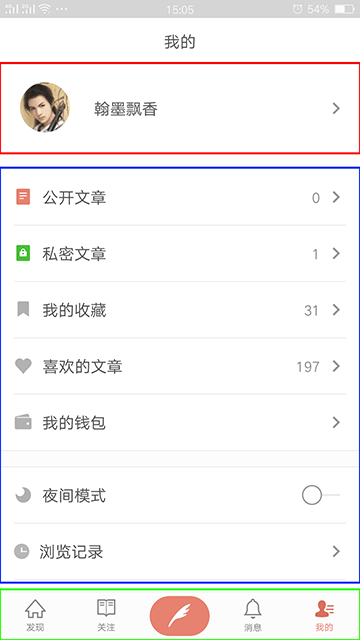 15:05
54%
我的
翰墨飘香
公开文章 0
私密文章 1
我的收藏 31
喜欢的文章 197
我的钱包
夜间模式
浏览记录
发现 关注 消息 我的